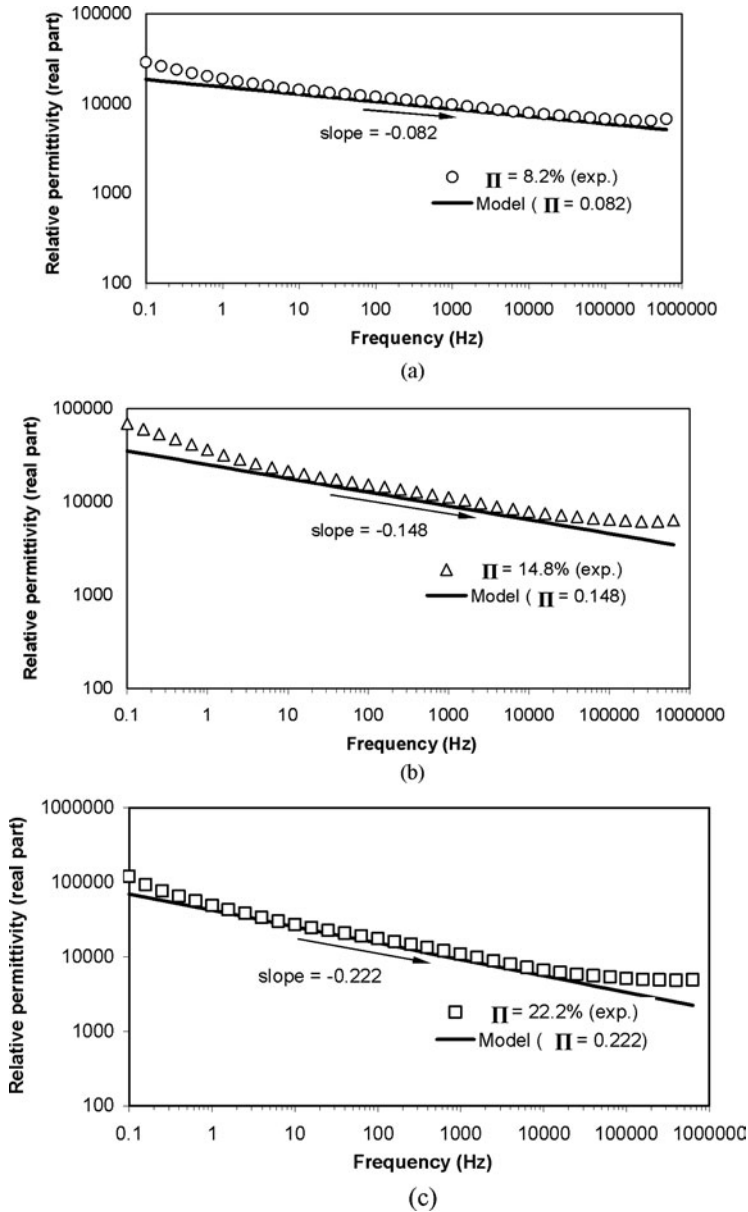 100000
10000
1000
100
Relative permittivity (real part)
slope = -0.082
Π = 8.2% (exp.)
Model ( Π = 0.082)
0.1 1 10 100 1000 10000 100000 1000000
Frequency (Hz)
(a)
100000
10000
1000
100
Relative permittivity (real part)
slope = -0.148
Π = 14.8% (exp.)
Model ( Π = 0.148)
0.1 1 10 100 1000 10000 100000 1000000
Frequency (Hz)
(b)
1000000
100000
10000
1000
100
Relative permittivity (real part)
slope = -0.222
Π = 22.2% (exp.)
Model ( Π = 0.222)
0.1 1 10 100 1000 10000 100000 1000000
Frequency (Hz)
(c)